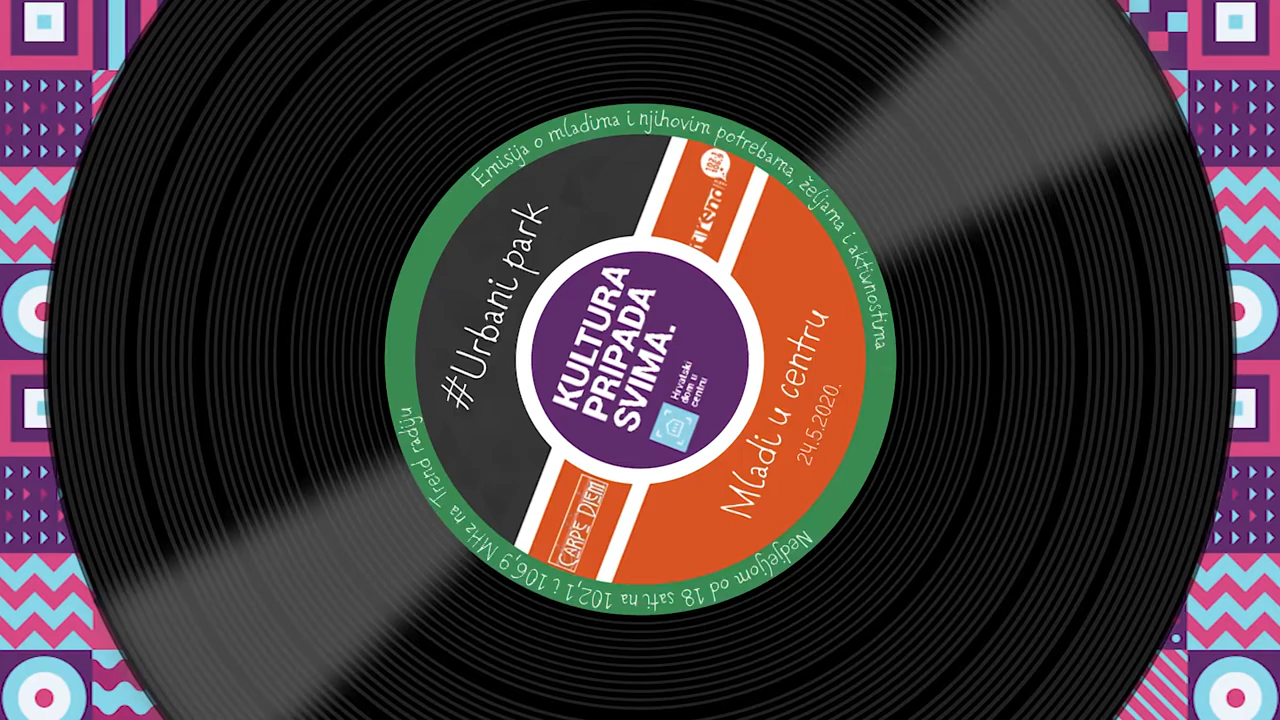 Emisija o mladima i njihovim potrebama, željama i aktivnostima
#Urbani park
KULTURA
PRIPADA
SVIMA.
Hrvatski
dom u
centru
Mladi u centru
24.5.2020.
CARPE DIEM
Nedjeljom od 18 sati na 102,1 i 106,9 MHz na Trend radiju